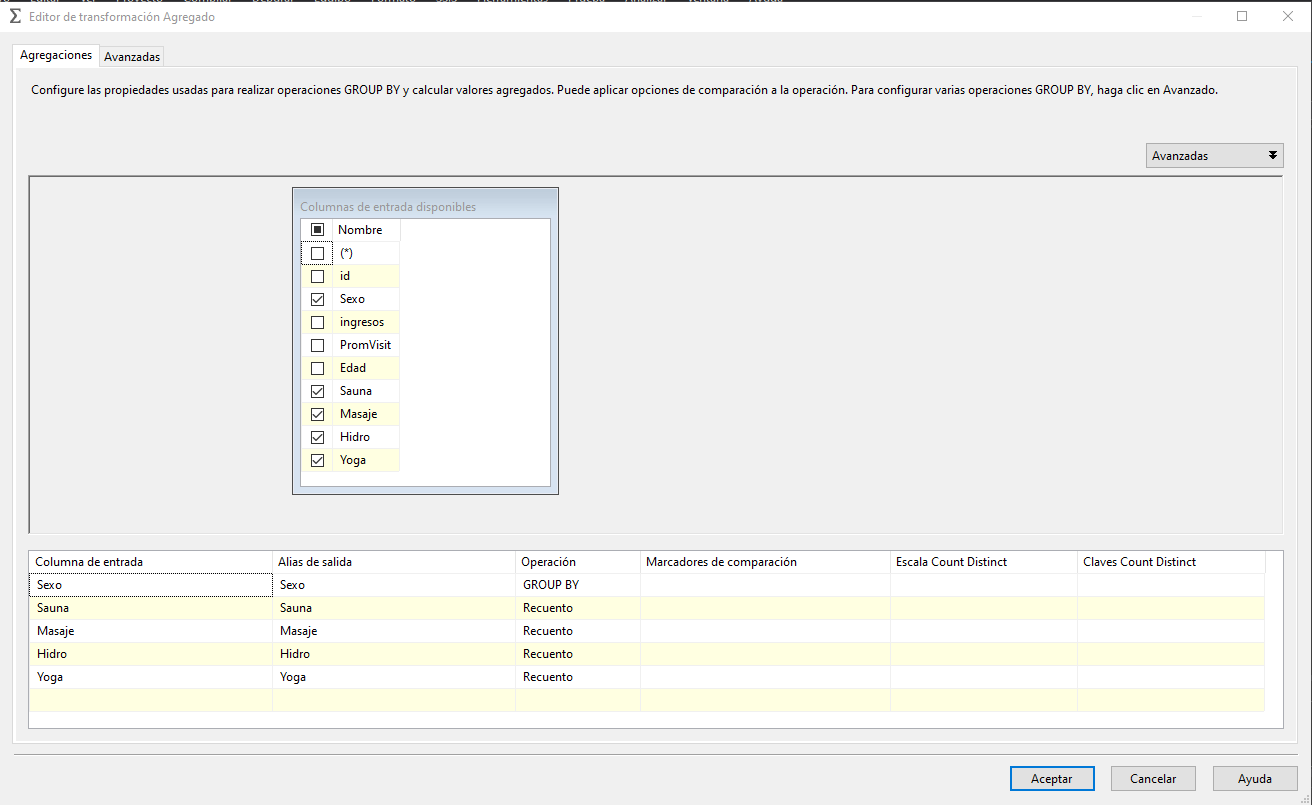 Editor de transformación Agregado
Agregaciones Avanzadas
Configure las propiedades usadas para realizar operaciones GROUP BY y calcular valores agregados. Puede aplicar opciones de comparación a la operación. Para configurar varias operaciones GROUP BY, haga clic en Avanzado.
Avanzadas
Columnas de entrada disponibles
Nombre
(*)
id
Sexo
ingresos
PromVisit
Edad
Sauna
Masaje
Hidro
Yoga
Columna de entrada Alias de salida Operación Marcadores de comparación Escala Count Distinct Claves Count Distinct
Sexo Sexo GROUP BY
Sauna Sauna Recuento
Masaje Masaje Recuento
Hidro Hidro Recuento
Yoga Yoga Recuento
Aceptar Cancelar Ayuda